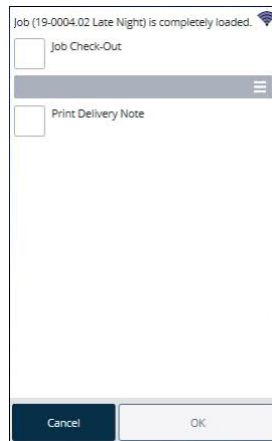 Job (19-0004.02 Late Night) is completely loaded.
Job Check-Out
Print Delivery Note
Cancel
OK